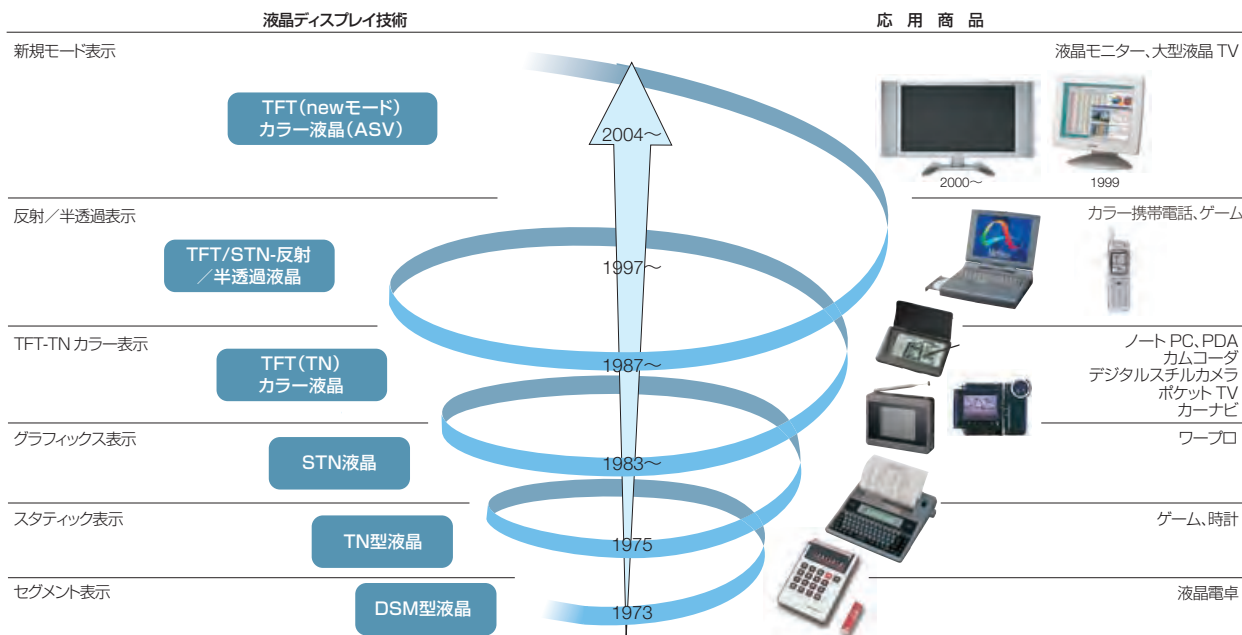 液晶ディスプレイ技術
応用商品
新規モード表示
液晶モニター、大型液晶 TV
TFT(newモード)
カラー液晶(ASV)
2004〜
2000〜
1999
反射／半透過表示
カラー携帯電話、ゲーム
TFT/STN-反射
／半透過液晶
1997〜
TFT-TN カラー表示
ノート PC、PDA
カムコーダ
デジタルスチルカメラ
ポケット TV
カーナビ
TFT(TN)
カラー液晶
1987〜
グラフィックス表示
ワープロ
STN液晶
1983〜
スタティック表示
ゲーム、時計
TN型液晶
1975
セグメント表示
液晶電卓
DSM型液晶
1973